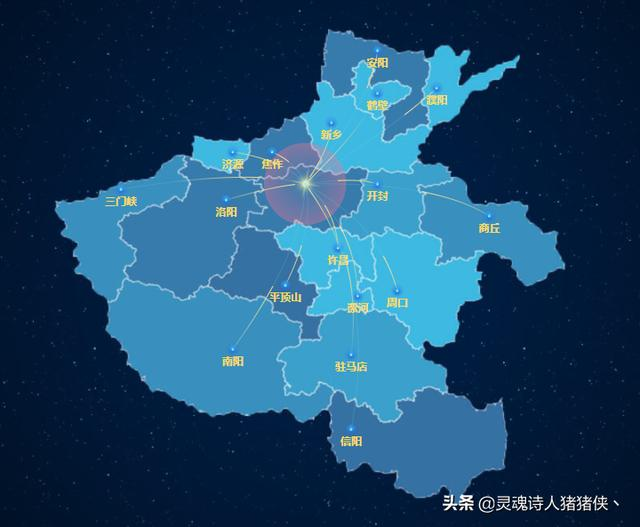 安阳
鹤壁
濮阳
新乡
济源
焦作
三门峡
洛阳
开封
商丘
许昌
平顶山
漯河
周口
南阳
驻马店
信阳
头条 @灵魂诗人猪猪侠丶